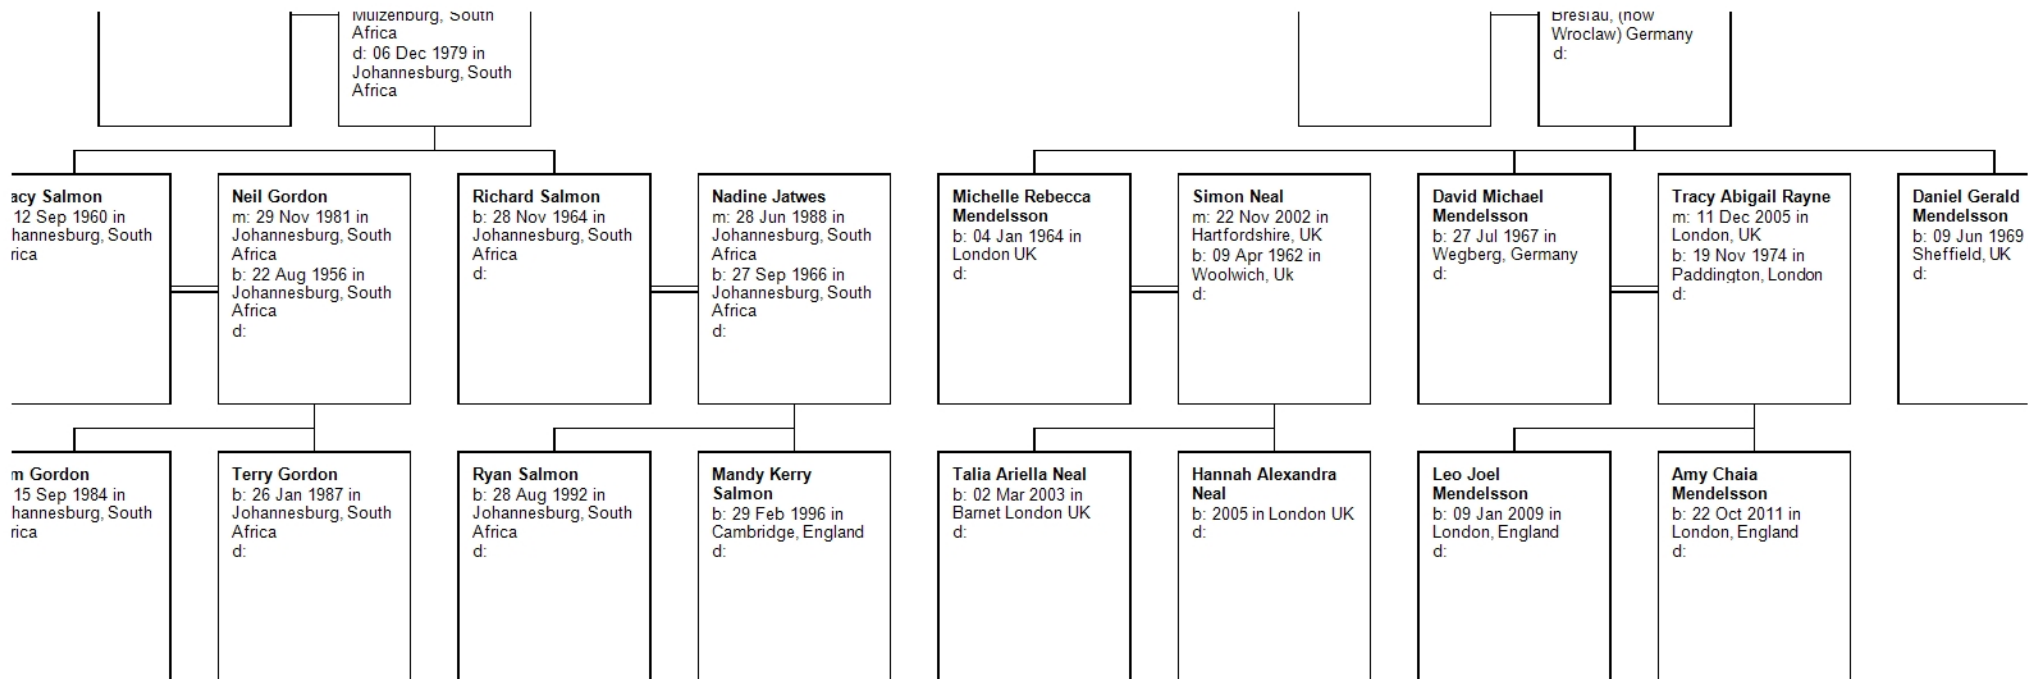 Muizenburg, South
Africa
d: 06 Dec 1979 in
Johannesburg, South
Africa
Breslau, (now
Wroclaw) Germany
d:
acy Salmon
12 Sep 1960 in
hannesburg, South
rica
Neil Gordon
m: 29 Nov 1981 in
Johannesburg, South
Africa
b: 22 Aug 1956 in
Johannesburg, South
Africa
d:
Richard Salmon
b: 28 Nov 1964 in
Johannesburg, South
Africa
d:
Nadine Jatwes
m: 28 Jun 1988 in
Johannesburg, South
Africa
b: 27 Sep 1966 in
Johannesburg, South
Africa
d:
Michelle Rebecca
Mendelsson
b: 04 Jan 1964 in
London UK
d:
Simon Neal
m: 22 Nov 2002 in
Hartfordshire, UK
b: 09 Apr 1962 in
Woolwich, Uk
d:
David Michael
Mendelsson
b: 27 Jul 1967 in
Wegberg, Germany
d:
Tracy Abigail Rayne
m: 11 Dec 2005 in
London, UK
b: 19 Nov 1974 in
Paddington, London
d:
Daniel Gerald
Mendelsson
b: 09 Jun 1969
Sheffield, UK
d:
m Gordon
15 Sep 1984 in
hannesburg, South
rica
Terry Gordon
b: 26 Jan 1987 in
Johannesburg, South
Africa
d:
Ryan Salmon
b: 28 Aug 1992 in
Johannesburg, South
Africa
d:
Mandy Kerry
Salmon
b: 29 Feb 1996 in
Cambridge, England
d:
Talia Ariella Neal
b: 02 Mar 2003 in
Barnet London UK
d:
Hannah Alexandra
Neal
b: 2005 in London UK
d:
Leo Joel
Mendelsson
b: 09 Jan 2009 in
London, England
d:
Amy Chaia
Mendelsson
b: 22 Oct 2011 in
London, England
d: